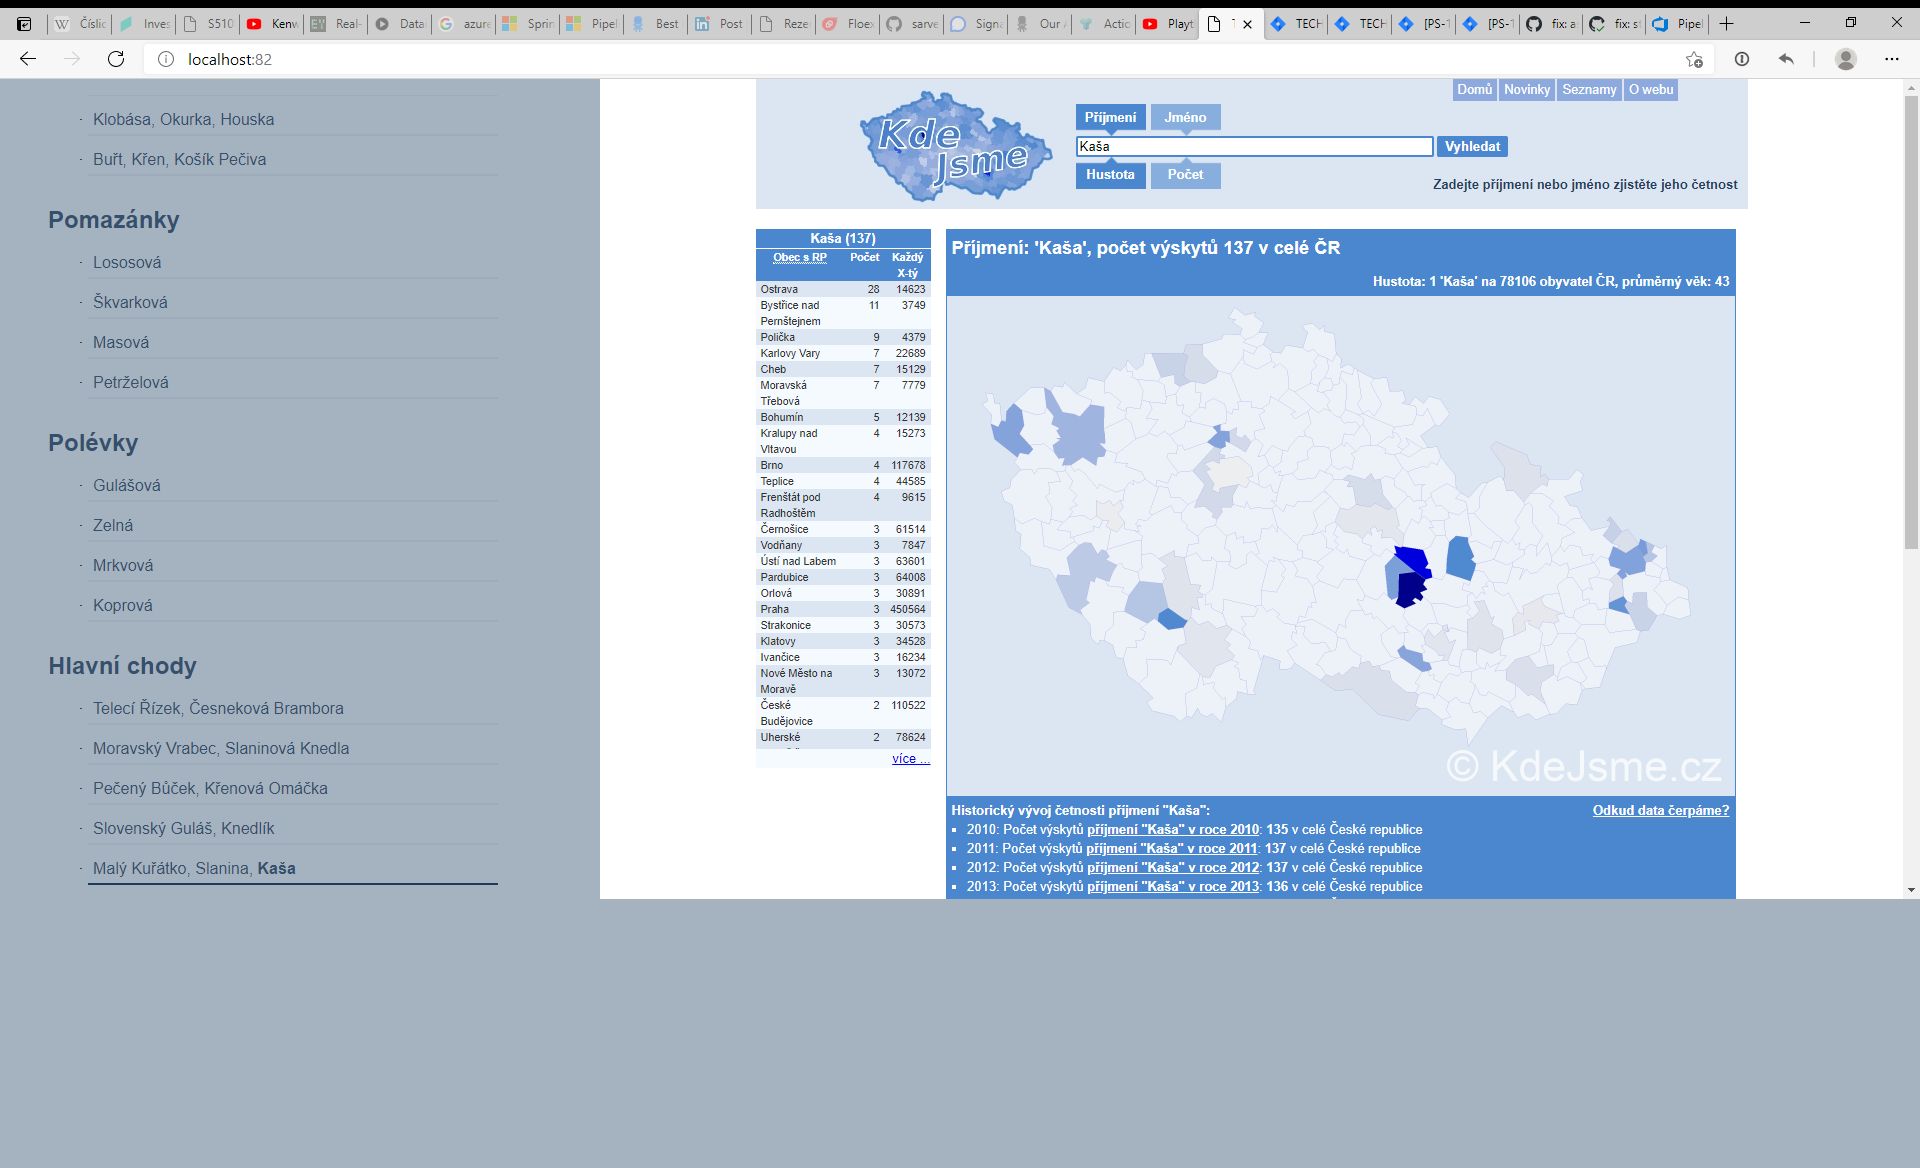 Číslic
Inves
S510
Kenw
Real-
Data
azure
Sprin
Pipel
Best
Post
Reze
Floe
sarve
Signa
Our A
Actio
Playt
TECH
TECH
[PS-1
[PS-1
fix: a
fix: s
Pipel
localhost:82
· Klobása, Okurka, Houska
· Buřt, Křen, Košík Pečiva
Pomazánky
· Lososová
· Škvarková
· Masová
· Petrželová
Polévky
· Gulášová
· Zelná
· Mrkvová
· Koprová
Hlavní chody
· Telecí Řízek, Česneková Brambora
· Moravský Vrabec, Slaninová Knedla
· Pečený Bůček, Křenová Omáčka
· Slovenský Guláš, Knedlík
· Malý Kuřátko, Slanina, Kaša
Domů Novinky Seznamy O webu
Kde
Jsme
Příjmení Jméno
Kaša Vyhledat
Hustota Počet
Zadejte příjmení nebo jméno zjistěte jeho četnost
Kaša (137)
Obec s RP Počet Každý
X-tý
Ostrava 28 14623
Bystřice nad 11 3749
Pernštejnem
Polička 9 4379
Karlovy Vary 7 22689
Cheb 7 15129
Moravská 7 7779
Třebová
Bohumín 5 12139
Kralupy nad 4 15273
Vltavou
Brno 4 117678
Teplice 4 44585
Frenštát pod 4 9615
Radhoštěm
Černošice 3 61514
Vodňany 3 7847
Ústí nad Labem 3 63601
Pardubice 3 64008
Orlová 3 30891
Praha 3 450564
Strakonice 3 30573
Klatovy 3 34528
Ivančice 3 16234
Nové Město na 3 13072
Moravě
České 2 110522
Budějovice
Uherské 2 78624
více ...
Příjmení: 'Kaša', počet výskytů 137 v celé ČR
Hustota: 1 'Kaša' na 78106 obyvatel ČR, průměrný věk: 43
© KdeJsme.cz
Historický vývoj četnosti příjmení "Kaša": Odkud data čerpáme?
2010: Počet výskytů příjmení "Kaša" v roce 2010: 135 v celé České republice
2011: Počet výskytů příjmení "Kaša" v roce 2011: 137 v celé České republice
2012: Počet výskytů příjmení "Kaša" v roce 2012: 137 v celé České republice
2013: Počet výskytů příjmení "Kaša" v roce 2013: 136 v celé České republice